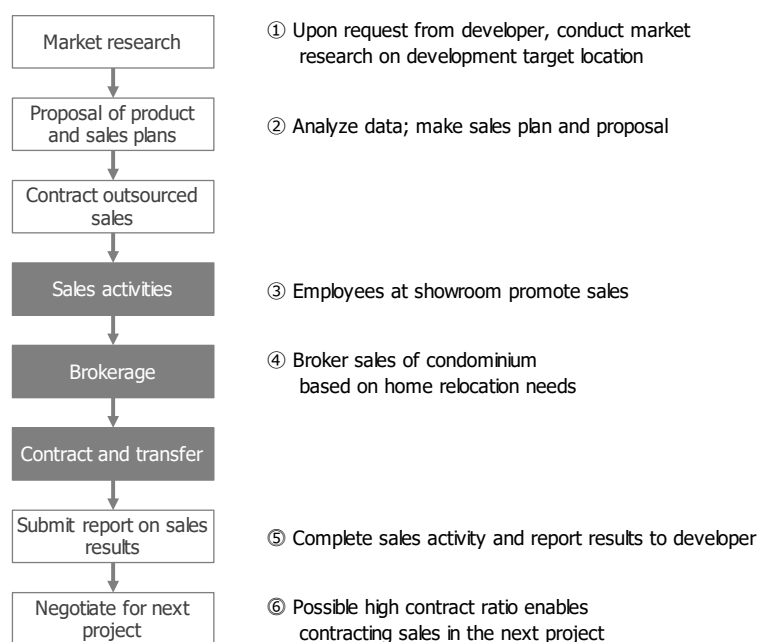 Market research
① Upon request from developer, conduct market
research on development target location
Proposal of product
and sales plans
② Analyze data; make sales plan and proposal
Contract outsourced
sales
Sales activities
③ Employees at showroom promote sales
Brokerage
④ Broker sales of condominium
based on home relocation needs
Contract and transfer
Submit report on sales
results
⑤ Complete sales activity and report results to developer
Negotiate for next
project
⑥ Possible high contract ratio enables
contracting sales in the next project